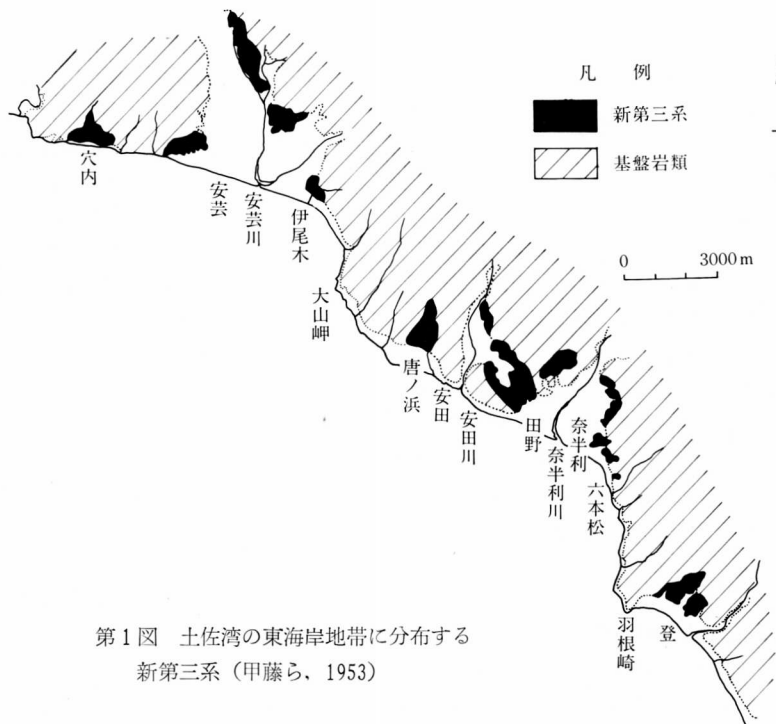 凡 例
新第三系
基盤岩類
0 3000m
穴内
安芸
安芸川
伊尾木
大山岬
唐ノ浜
安田
安田川
田野
奈半利川
奈半利
六本松
羽根崎
登
第1図 土佐湾の東海岸地帯に分布する
新第三系(甲藤ら,1953)